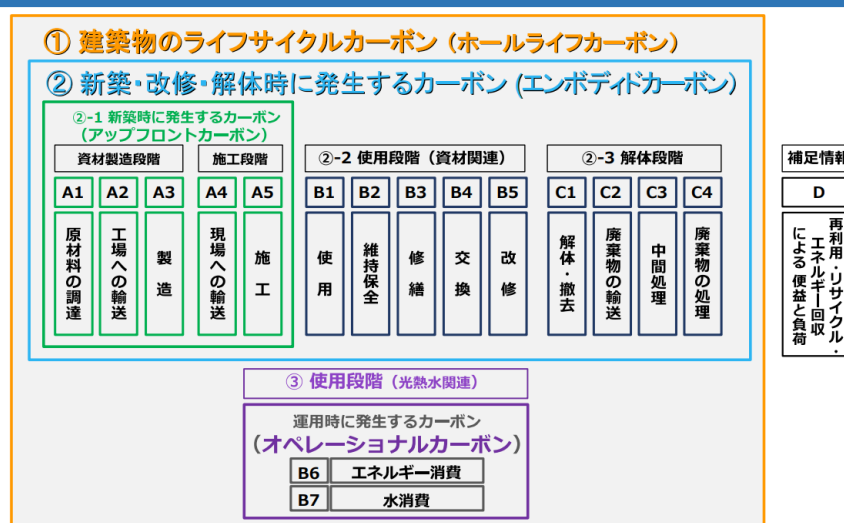 ① 建築物のライフサイクルカーボン（ホールライフカーボン）
② 新築・改修・解体時に発生するカーボン (エンボディドカーボン)
②-1 新築時に発生するカーボン
（アップフロントカーボン）
資材製造段階
施工段階
②-2 使用段階（資材関連）
②-3 解体段階
補足情報
A1
A2
A3
A4
A5
B1
B2
B3
B4
B5
C1
C2
C3
C4
D
原材料の調達
工場への輸送
製造
現場への輸送
施工
使用
維持保全
修繕
交換
改修
解体・撤去
廃棄物の輸送
中間処理
廃棄物の処理
再利用・リサイクル・
エネルギー回収
による 便益と負荷
③ 使用段階（光熱水関連）
運用時に発生するカーボン
（オペレーショナルカーボン）
B6 エネルギー消費
B7 水消費